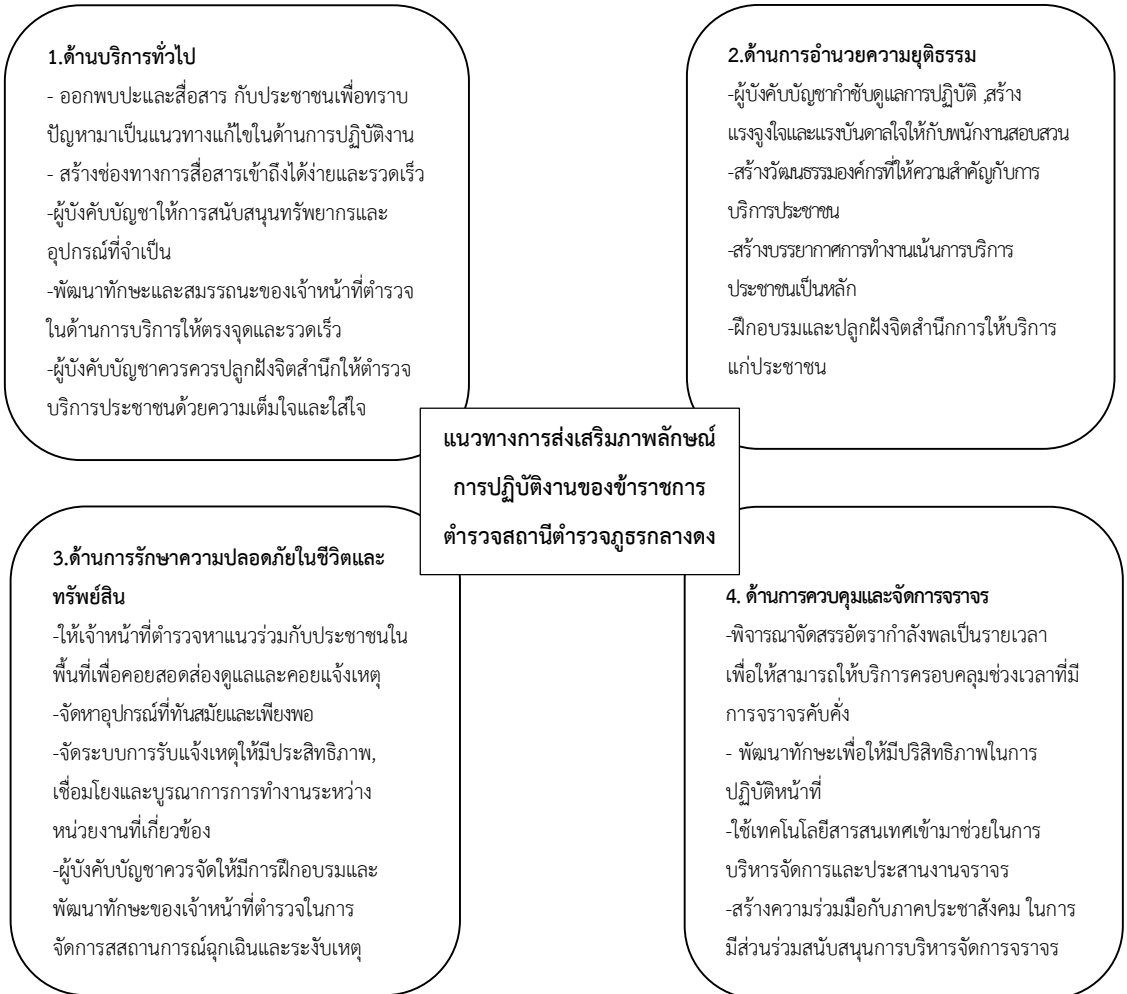 1.ด้านบริการทั่วไป
- ออกพบปะและสื่อสาร กับประชาชนเพื่อทราบ
ปัญหามาเป็นแนวทางแก้ไขในด้านการปฏิบัติงาน
- สร้างช่องทางการสื่อสารเข้าถึงได้ง่ายและรวดเร็ว
-ผู้บังคับบัญชาให้การสนับสนุนทรัพยากรและ
อุปกรณ์ที่จำเป็น
-พัฒนาทักษะและสมรรถนะของเจ้าหน้าที่ตำรวจ
ในด้านการบริการให้ตรงจุดและรวดเร็ว
-ผู้บังคับบัญชาควรควรปลูกฝังจิตสำนึกให้ตำรวจ
บริการประชาชนด้วยความเต็มใจและใส่ใจ
2.ด้านการอำนวยความยุติธรรม
-ผู้บังคับบัญชากำชับดูแลการปฏิบัติ ,สร้าง
แรงจูงใจและแรงบันดาลใจให้กับพนักงานสอบสวน
-สร้างวัฒนธรรมองค์กรที่ให้ความสำคัญกับการ
บริการประชาชน
-สร้างบรรยากาศการทำงานเน้นการบริการ
ประชาชนเป็นหลัก
-ฝึกอบรมและปลูกฝังจิตสำนึกการให้บริการ
แก่ประชาชน
แนวทางการส่งเสริมภาพลักษณ์
การปฏิบัติงานของข้าราชการ
ตำรวจสถานีตำรวจภูธรกลางดง
3.ด้านการรักษาความปลอดภัยในชีวิตและ
ทรัพย์สิน
-ให้เจ้าหน้าที่ตำรวจหาแนวร่วมกับประชาชนใน
พื้นที่เพื่อคอยสอดส่องดูแลและคอยแจ้งเหตุ
-จัดหาอุปกรณ์ที่ทันสมัยและเพียงพอ
-จัดระบบการรับแจ้งเหตุให้มีประสิทธิภาพ,
เชื่อมโยงและบูรณาการการทำงานระหว่าง
หน่วยงานที่เกี่ยวข้อง
-ผู้บังคับบัญชาควรจัดให้มีการฝึกอบรมและ
พัฒนาทักษะของเจ้าหน้าที่ตำรวจในการ
จัดการสสถานการณ์ฉุกเฉินและระงับเหตุ
4. ด้านการควบคุมและจัดการจราจร
-พิจารณาจัดสรรอัตรากำลังพลเป็นรายเวลา
เพื่อให้สามารถให้บริการครอบคลุมช่วงเวลาที่มี
การจราจรคับคั่ง
- พัฒนาทักษะเพื่อให้มีปริสิทธิภาพในการ
ปฏิบัติหน้าที่
-ใช้เทคโนโลยีสารสนเทศเข้ามาช่วยในการ
บริหารจัดการและประสานงานจราจร
-สร้างความร่วมมือกับภาคประชาสังคม ในการ
มีส่วนร่วมสนับสนุนการบริหารจัดการจราจร